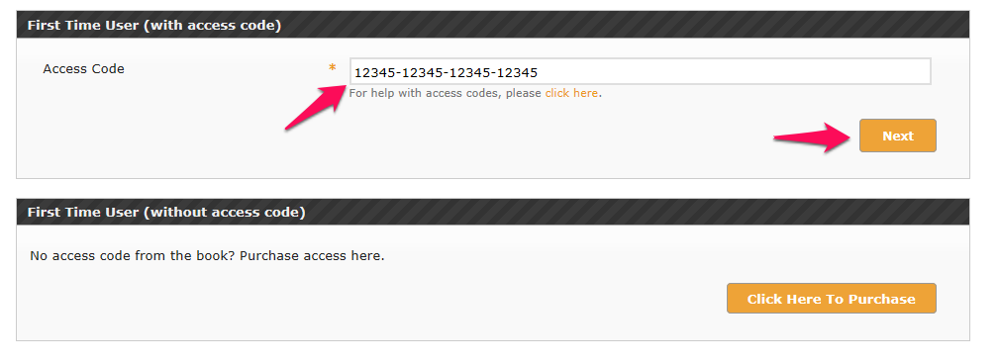 First Time User (with access code)
Access Code * 12345-12345-12345-12345
For help with access codes, please click here.
Next
First Time User (without access code)
No access code from the book? Purchase access here.
Click Here To Purchase